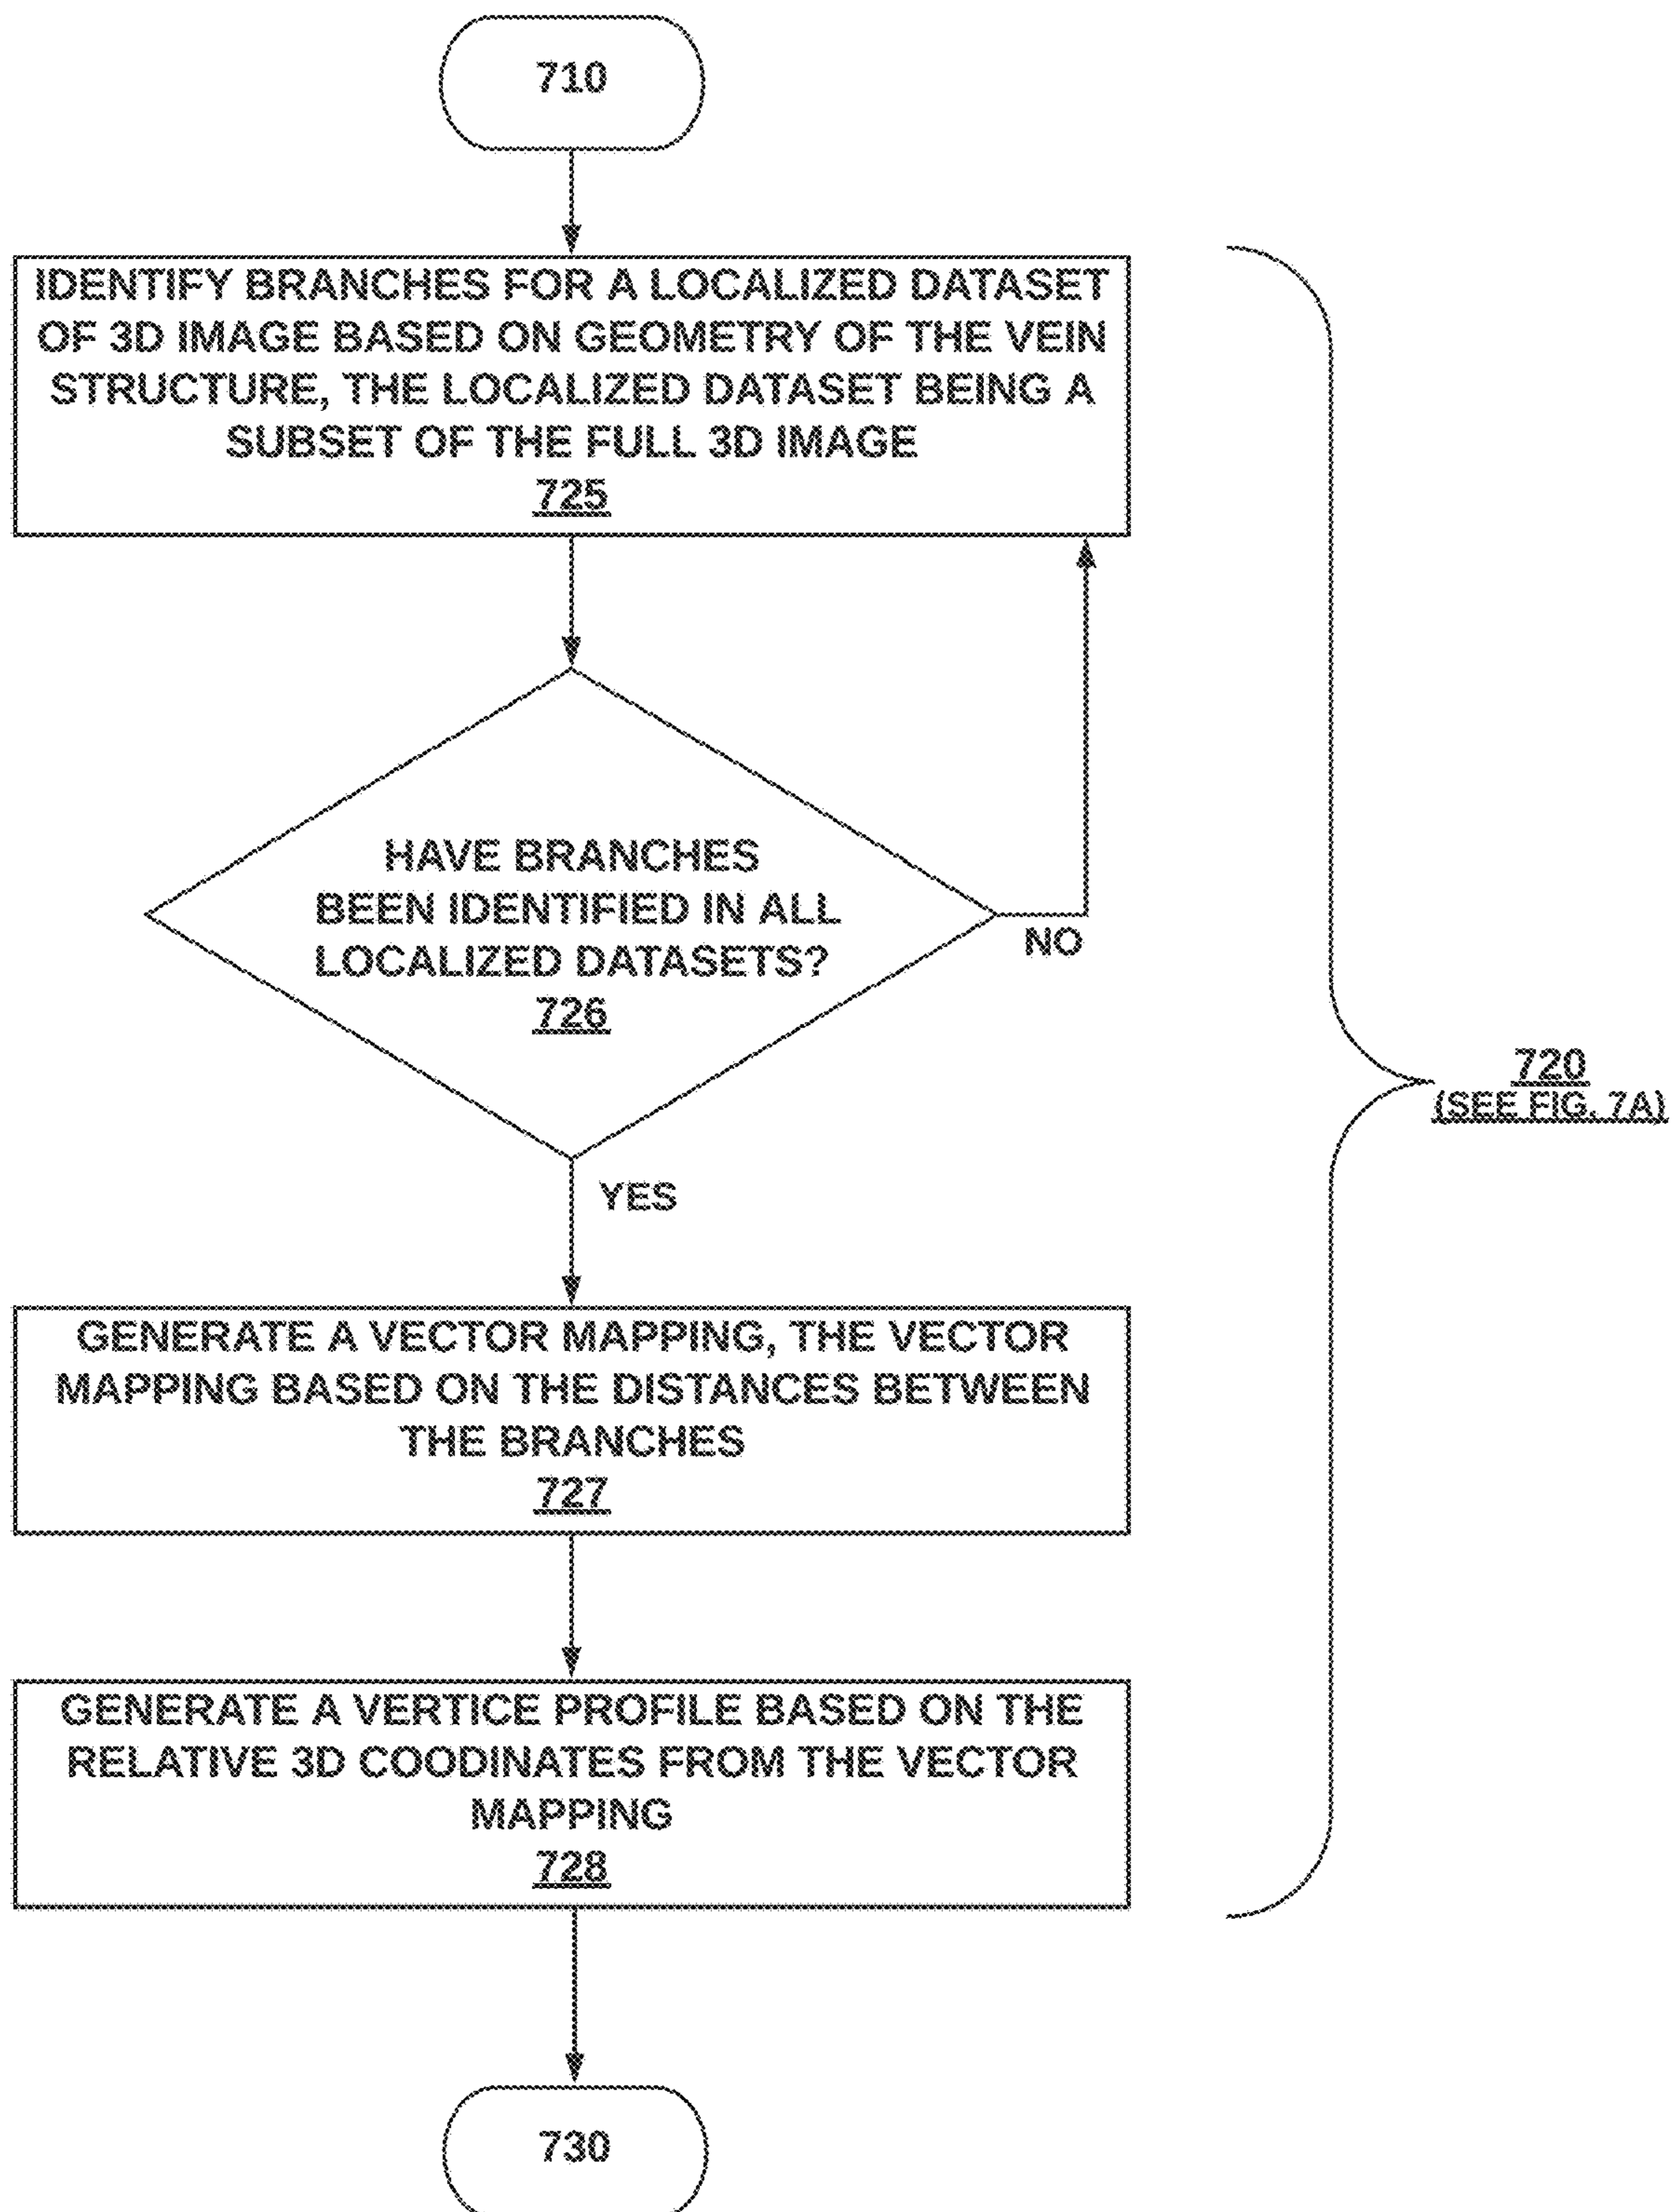 710
IDENTIFY BRANCHES FOR A LOCALIZED DATASET
OF 3D IMAGE BASED ON GEOMETRY OF THE VEIN
STRUCTURE, THE LOCALIZED DATASET BEING A
SUBSET OF THE FULL 3D IMAGE
725
HAVE BRANCHES
BEEN IDENTIFIED IN ALL
LOCALIZED DATASETS?
726
NO
720
(SEE FIG. 7A)
YES
GENERATE A VECTOR MAPPING, THE VECTOR
MAPPING BASED ON THE DISTANCES BETWEEN
THE BRANCHES
727
GENERATE A VERTICE PROFILE BASED ON THE
RELATIVE 3D COODINATES FROM THE VECTOR
MAPPING
728
730